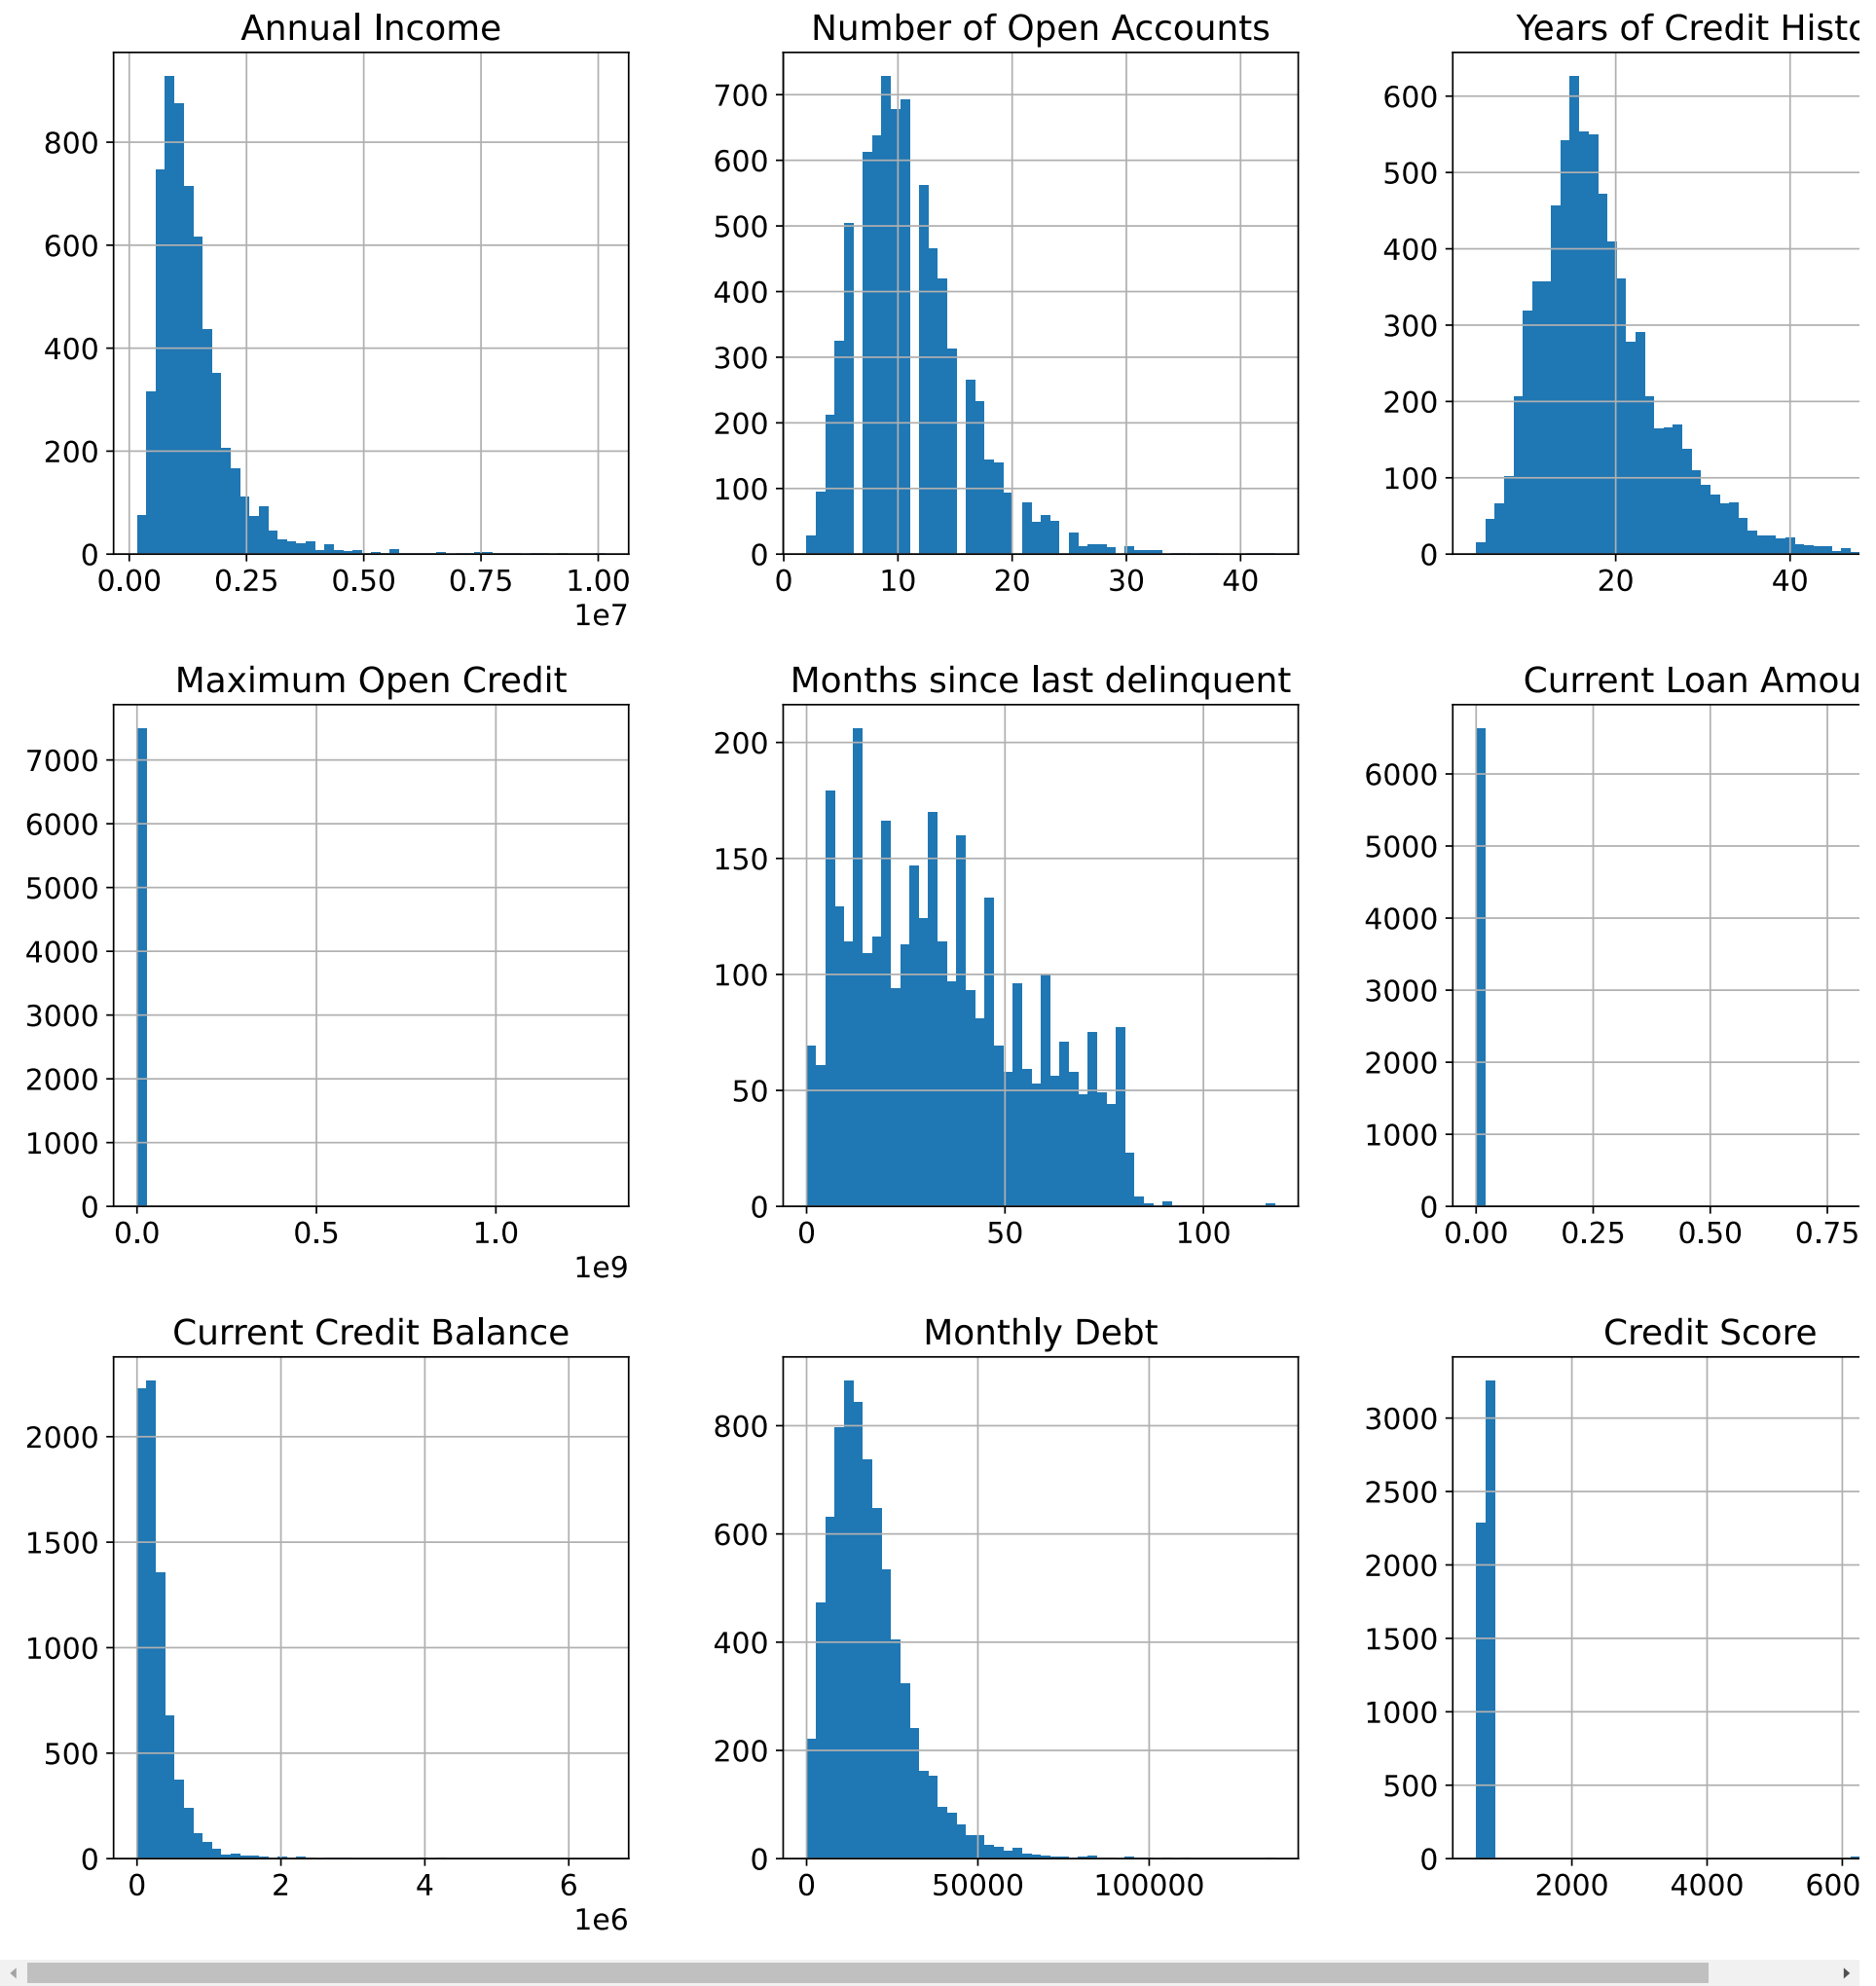 Annual Income
800
600
400
200
0
0.00 0.25 0.50 0.75 1.00
1e7
Number of Open Accounts
700
600
500
400
300
200
100
0
0 10 20 30 40
Years of Credit Histo
600
500
400
300
200
100
0
20 40
Maximum Open Credit
7000
6000
5000
4000
3000
2000
1000
0
0.0 0.5 1.0
1e9
Months since last delinquent
200
150
100
50
0
0 50 100
Current Loan Amou
6000
5000
4000
3000
2000
1000
0
0.00 0.25 0.50 0.75
Current Credit Balance
2000
1500
1000
500
0
0 2 4 6
1e6
Monthly Debt
800
600
400
200
0
0 50000 100000
Credit Score
3000
2500
2000
1500
1000
500
0
2000 4000 600